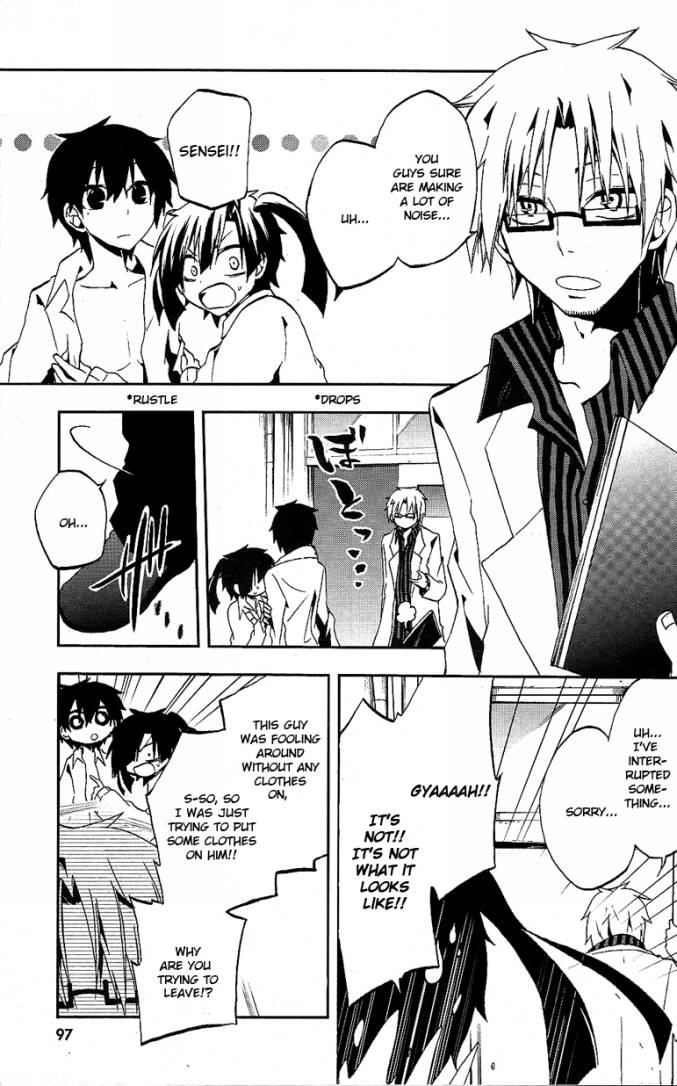 YOU
GUYS SURE
ARE MAKING
A LOT OF
NOISE...
UH...
SENSEI!!
*DROPS
ぼとっ…
*RUSTLE
OH...
UH...
I'VE
INTER-
RUPTED
SOME-
THING...
SORRY...
GYAAAAH!!
IT'S
NOT!!
IT'S NOT
WHAT IT
LOOKS
LIKE!!
THIS GUY
WAS FOOLING
AROUND
WITHOUT ANY
CLOTHES
ON,
S-SO, SO
I WAS JUST
TRYING TO PUT
SOME CLOTHES
ON HIM!!
WHY
ARE YOU
TRYING TO
LEAVE!?
97